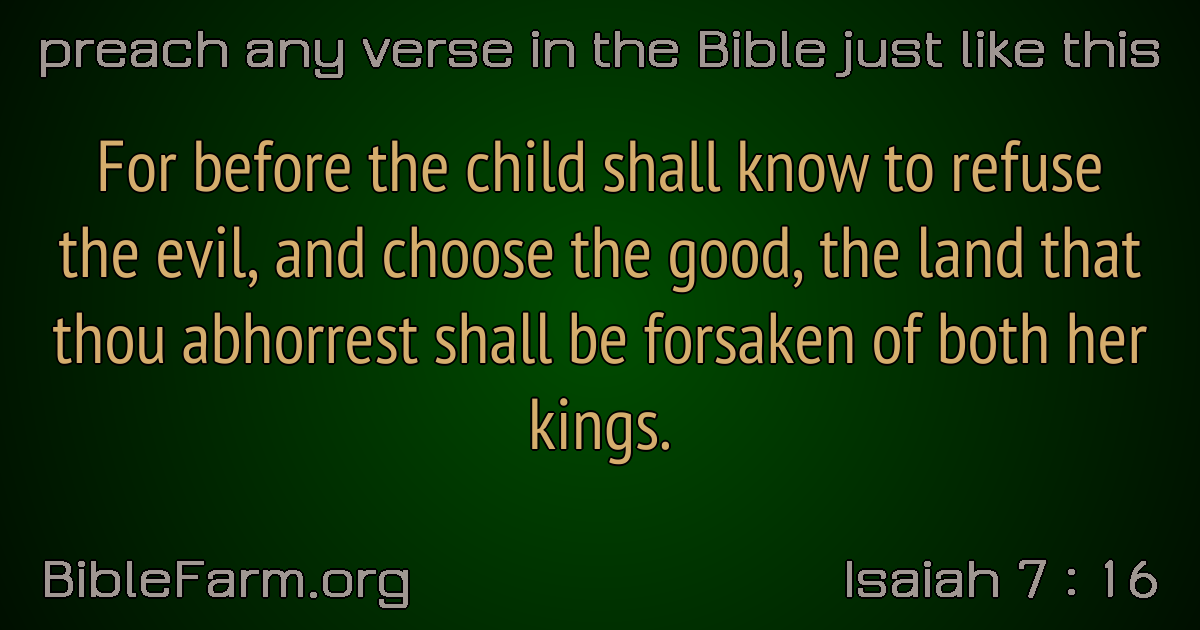 preach any verse in the Bible just like this
For before the child shall know to refuse
the evil, and choose the good, the land that
thou abhorrest shall be forsaken of both her
kings.
BibleFarm.org
Isaiah 7 : 16